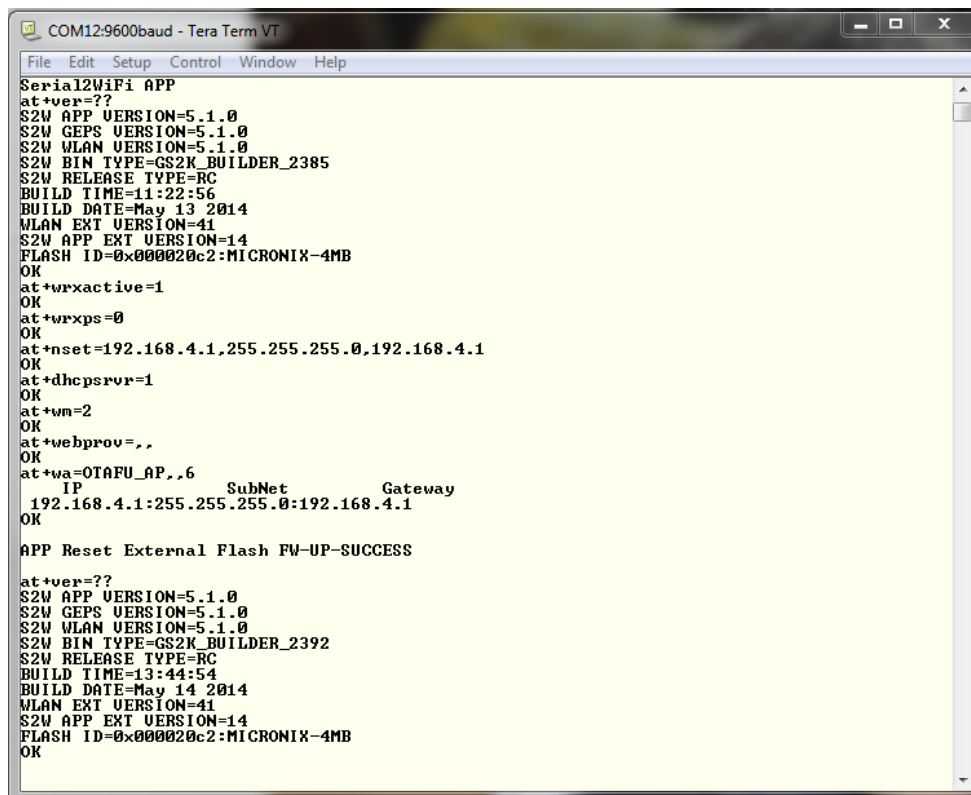 COM12:9600baud - Tera Term VT
File Edit Setup Control Window Help
Serial2WiFi APP
at+ver=??
S2W APP VERSION=5.1.0
S2W GEPS VERSION=5.1.0
S2W WLAN VERSION=5.1.0
S2W BIN TYPE=GS2K_BUILDER_2385
S2W RELEASE TYPE=RC
BUILD TIME=11:22:56
BUILD DATE=May 13 2014
WLAN EXT VERSION=41
S2W APP EXT VERSION=14
FLASH ID=0x000020c2:MICRONIX-4MB
OK
at+wrxactive=1
OK
at+wrxps=0
OK
at+nset=192.168.4.1,255.255.255.0,192.168.4.1
OK
at+dhcpsrvr=1
OK
at+wm=2
OK
at+webprov=,,
OK
at+wa=OTAFU_AP,,6
IP SubNet Gateway
192.168.4.1:255.255.255.0:192.168.4.1
OK
APP Reset External Flash FW-UP-SUCCESS
at+ver=??
S2W APP VERSION=5.1.0
S2W GEPS VERSION=5.1.0
S2W WLAN VERSION=5.1.0
S2W BIN TYPE=GS2K_BUILDER_2392
S2W RELEASE TYPE=RC
BUILD TIME=13:44:54
BUILD DATE=May 14 2014
WLAN EXT VERSION=41
S2W APP EXT VERSION=14
FLASH ID=0x000020c2:MICRONIX-4MB
OK